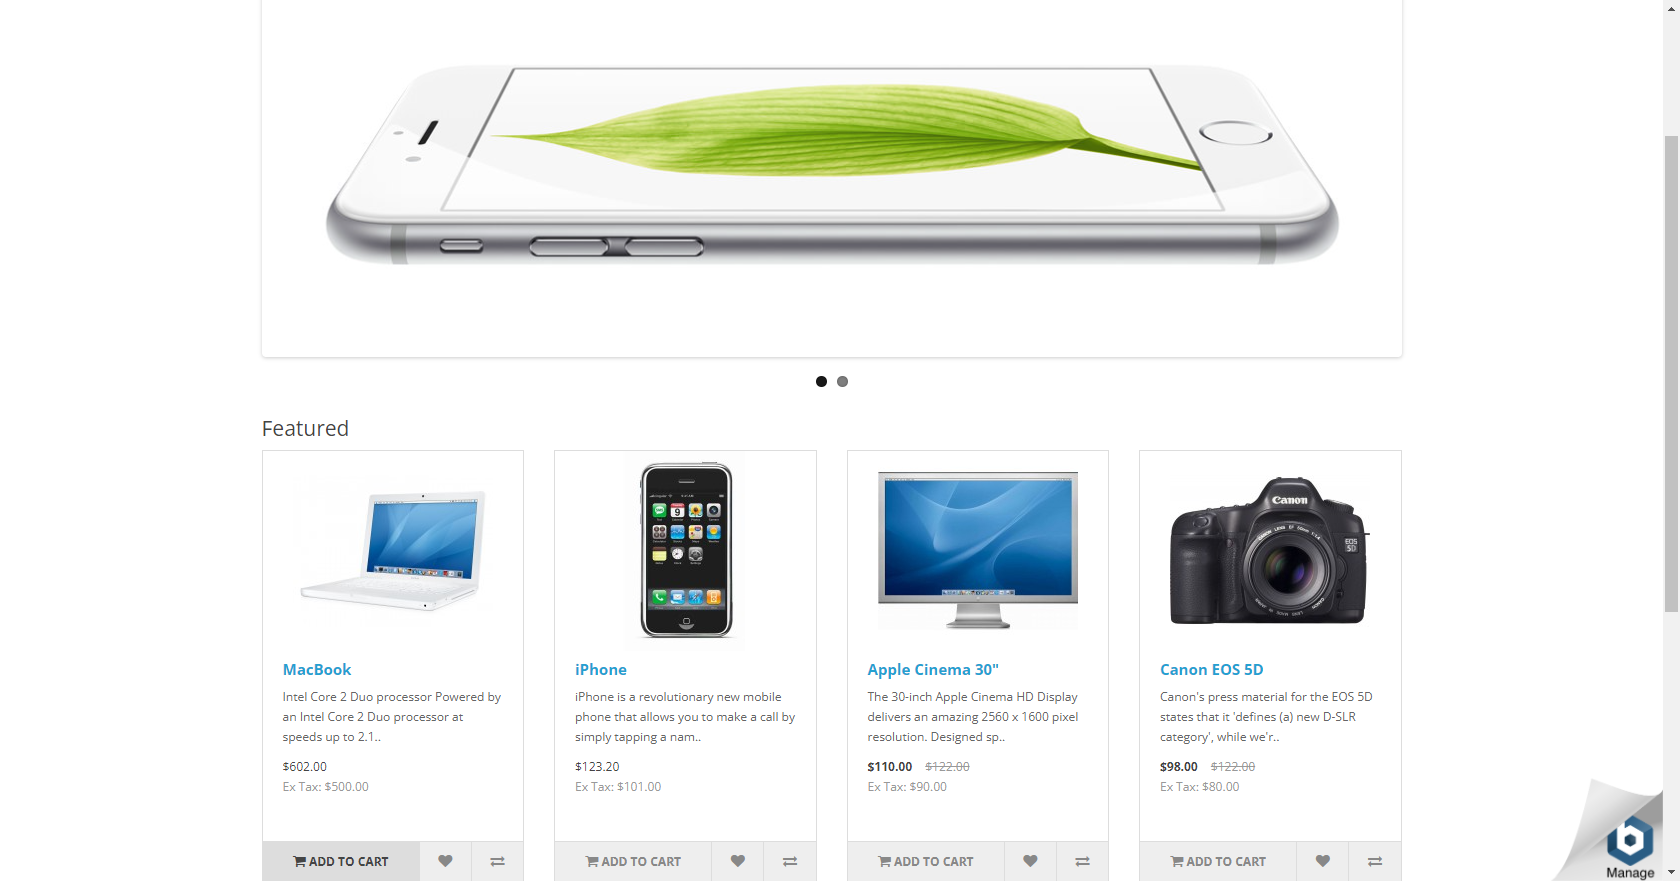 Featured
Canon
EOS
5D
MacBook
Intel Core 2 Duo processor Powered by
an Intel Core 2 Duo processor at
speeds up to 2.1..
$602.00
Ex Tax: $500.00
ADD TO CART
iPhone
iPhone is a revolutionary new mobile
phone that allows you to make a call by
simply tapping a nam..
$123.20
Ex Tax: $101.00
ADD TO CART
Apple Cinema 30"
The 30-inch Apple Cinema HD Display
delivers an amazing 2560 x 1600 pixel
resolution. Designed sp..
$110.00 $122.00
Ex Tax: $90.00
ADD TO CART
Canon EOS 5D
Canon's press material for the EOS 5D
states that it 'defines (a) new D-SLR
category', while we'r..
$98.00 $122.00
Ex Tax: $80.00
ADD TO CART
Manage